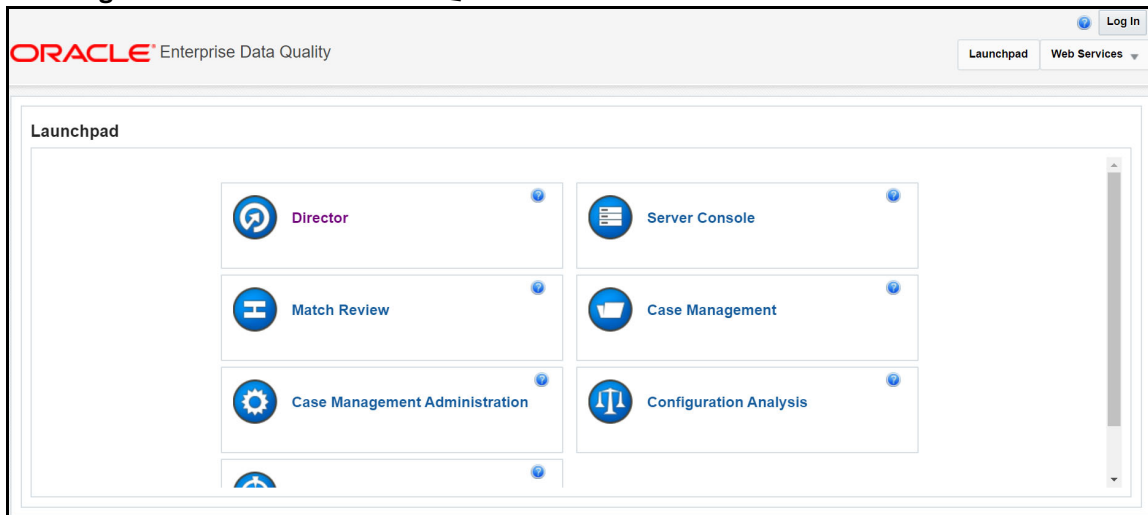 Log In
ORACLE Enterprise Data Quality
Launchpad Web Services
Launchpad
Director
Server Console
Match Review
Case Management
Case Management Administration
Configuration Analysis